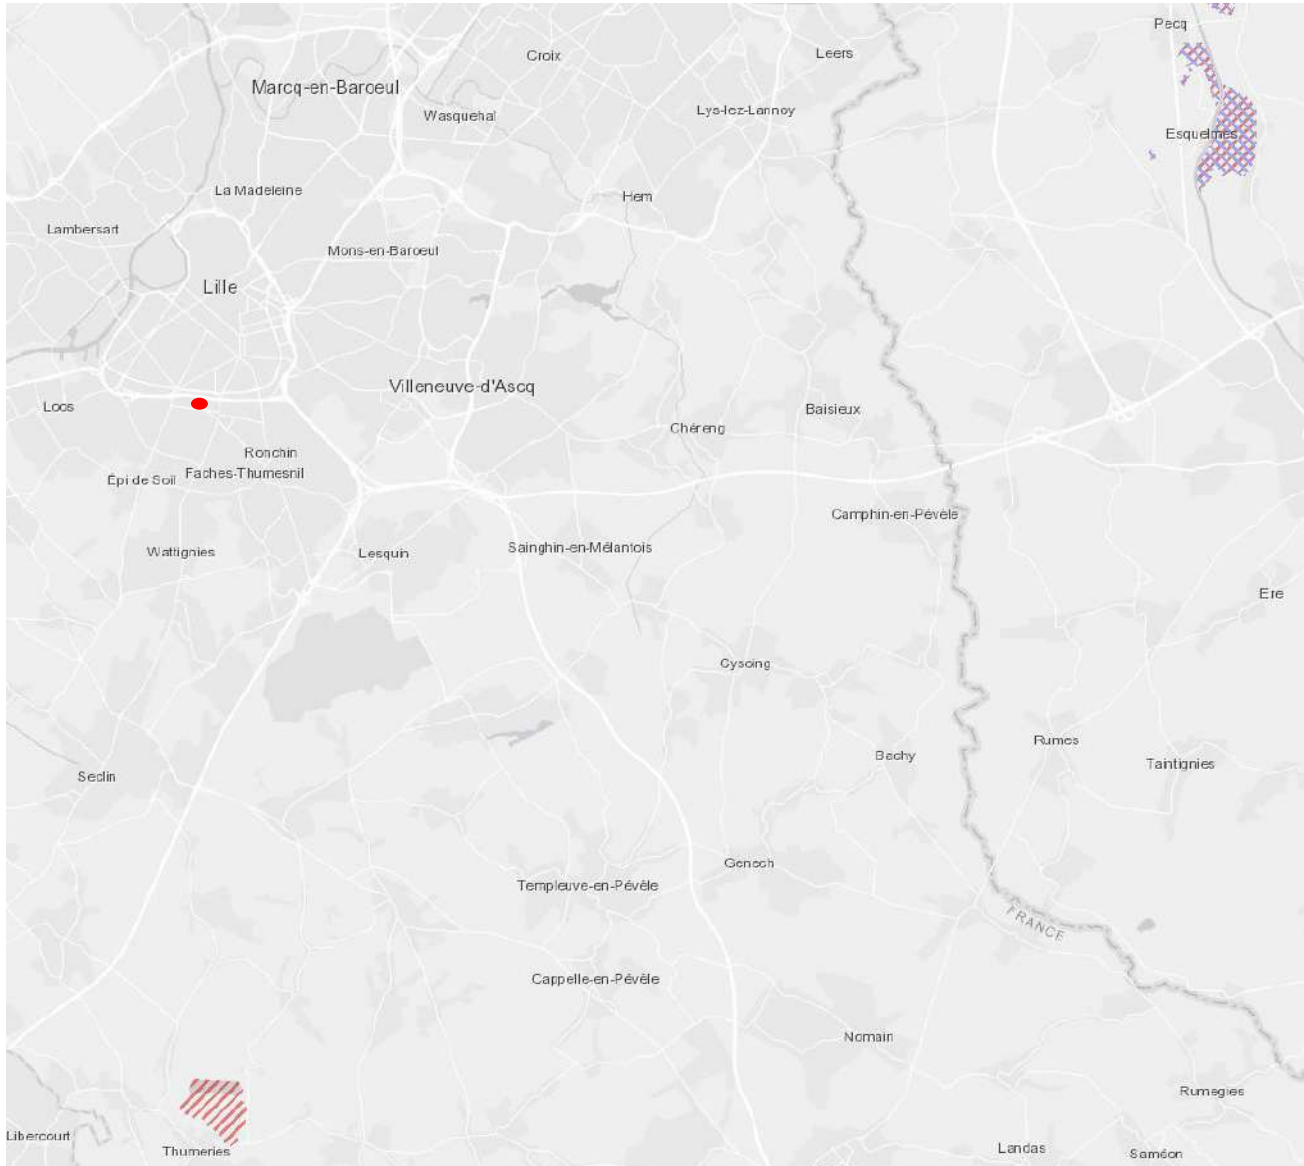 Pecq
Croix
Leers
Marcq-en-Barœul
Wasquehal
Lys-lez-Lannoy
Esquelmes
La Madeleine
Hem
Lambersart
Mons-en-Barœul
Lille
Villeneuve-d'Ascq
Loos
Baisieux
Chéreng
Ronchin
Faches-Thumesnil
Épi de Soil
Camphin-en-Pévèle
Wattignies
Lesquin
Sainghin-en-Mélantois
Ere
Cysoing
Rumes
Bachy
Taintignies
Seclin
Genech
Templeuve-en-Pévèle
FRANCE
Cappelle-en-Pévèle
Nomain
Rumegies
Libercourt
Thumeries
Landas
Saméon